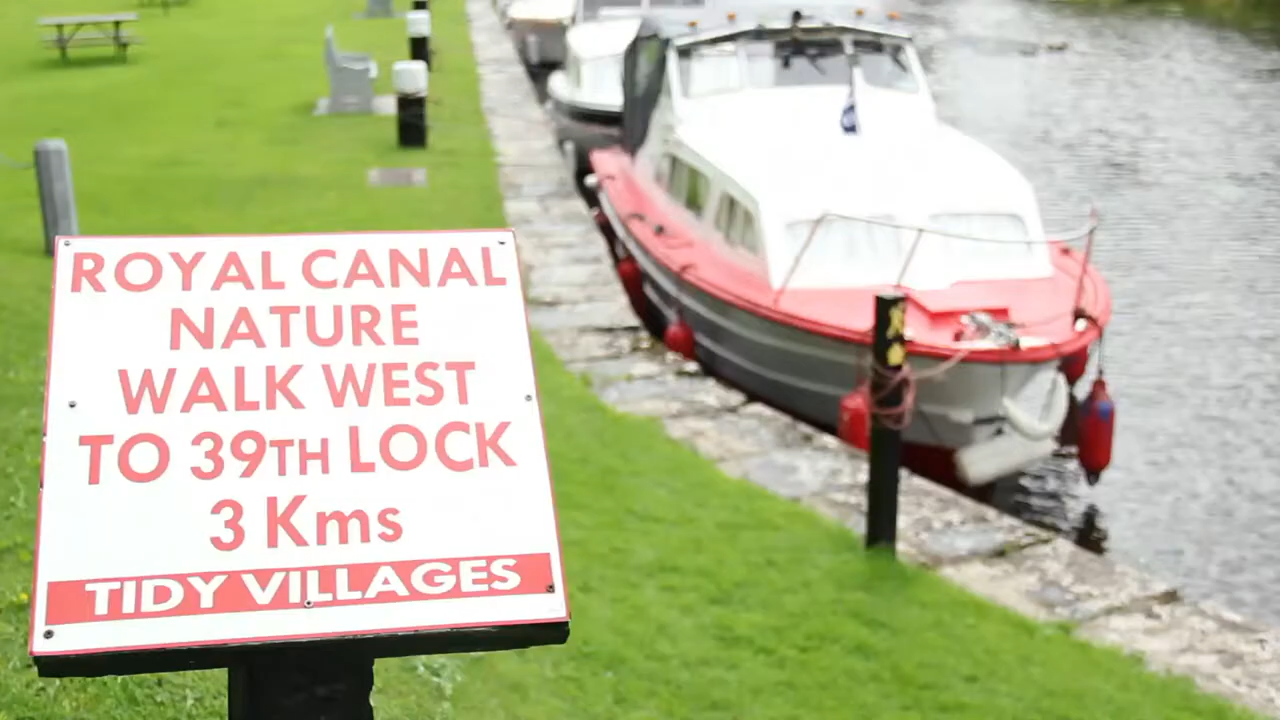 ROYAL CANAL
NATURE
WALK WEST
TO 39TH LOCK
3 Kms
TIDY VILLAGES